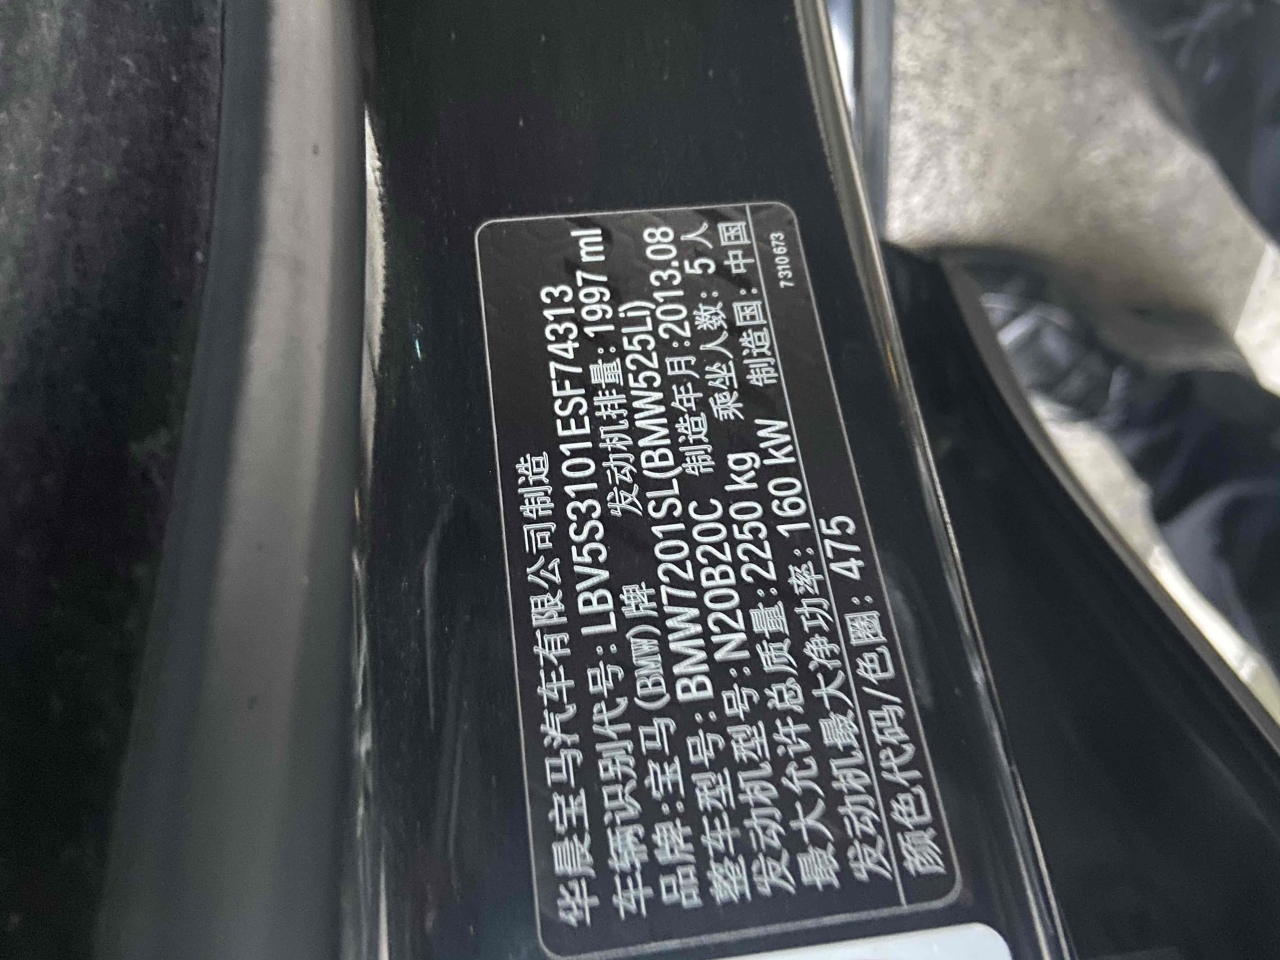 华晨宝马汽车有限公司制造
车辆识别代号:LBV5S3101ESF74313
品牌:宝马(BMW)牌 发动机排量:1997 ml
整车型号:BMW7201SL(BMW525Li)
发动机型号:N20B20C 制造年月:2013.08
最大允许总质量:2250 kg 乘坐人数: 5 人
发动机最大净功率:160 kW 制造国:中国
颜色代码/色圈: 475
7310673